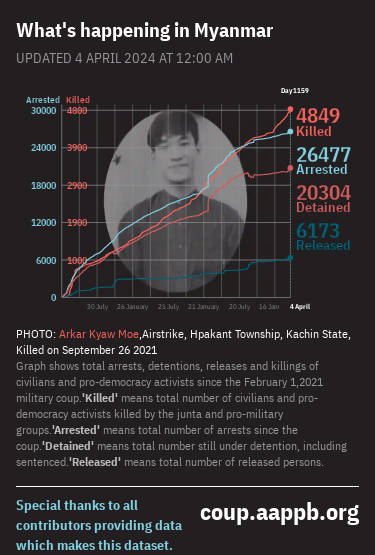 What's happening in Myanmar
UPDATED 4 APRIL 2024 AT 12:00 AM
Day1159
Arrested Killed
30000 4800
24000 3900
18000 2900
12000 1900
6000 1000
0
4849
Killed
26477
Arrested
20304
Detained
6173
Released
30 July 26 January 25 July 21 January 20 July 16 Jan 4 April
PHOTO: Arkar Kyaw Moe,Airstrike, Hpakant Township, Kachin State,
Killed on September 26 2021
Graph shows total arrests, detentions, releases and killings of
civilians and pro-democracy activists since the February 1,2021
military coup.'Killed' means total number of civilians and pro-
democracy activists killed by the junta and pro-military
groups.'Arrested' means total number of arrests since the
coup.'Detained' means total number still under detention, including
sentenced.'Released' means total number of released persons.
Special thanks to all
contributors providing data
which makes this dataset.
coup.aappb.org